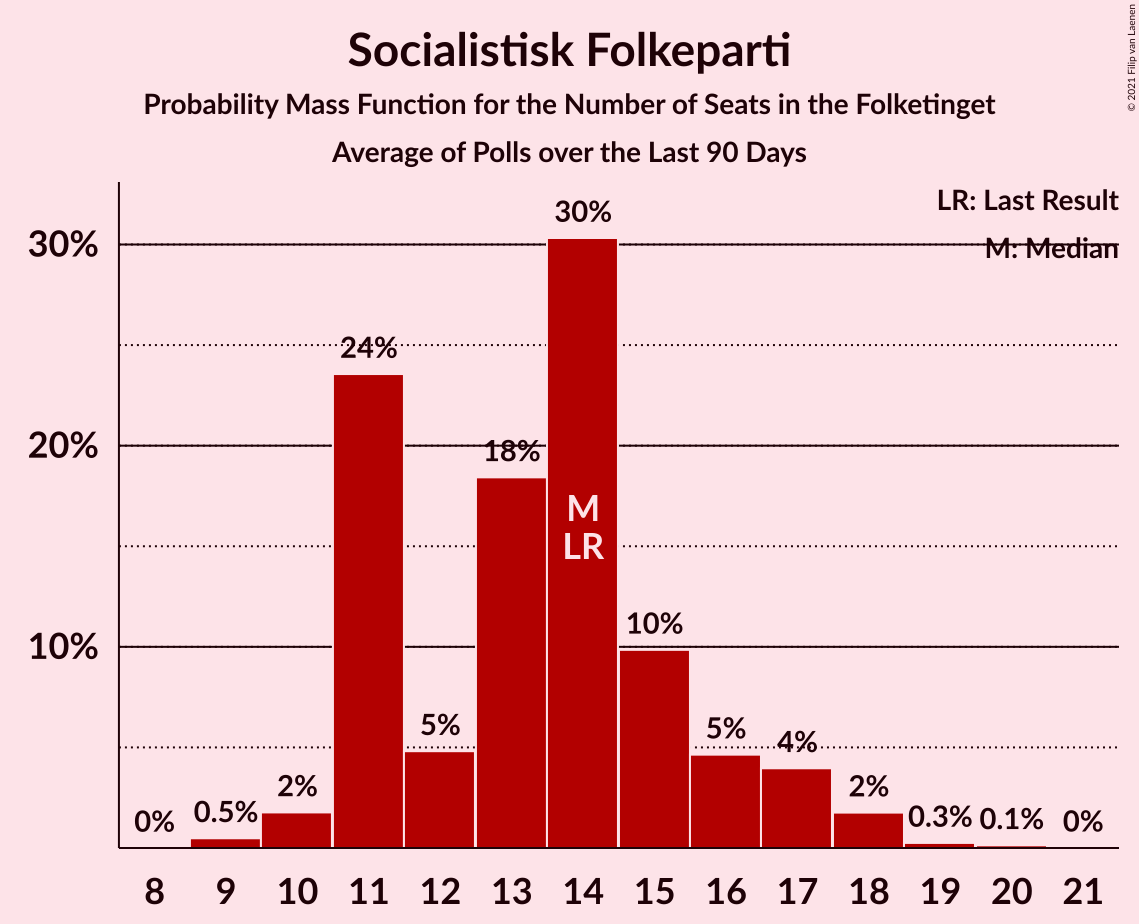 Socialistisk Folkeparti
Probability Mass Function for the Number of Seats in the Folketinget
Average of Polls over the Last 90 Days
© 2021 Filip van Laenen
LR: Last Result
M: Median
30%
20%
10%
0%
0.5%
2%
24%
5%
18%
30%
10%
5%
4%
2%
0.3%
0.1%
0%
M
LR
8 9 10 11 12 13 14 15 16 17 18 19 20 21